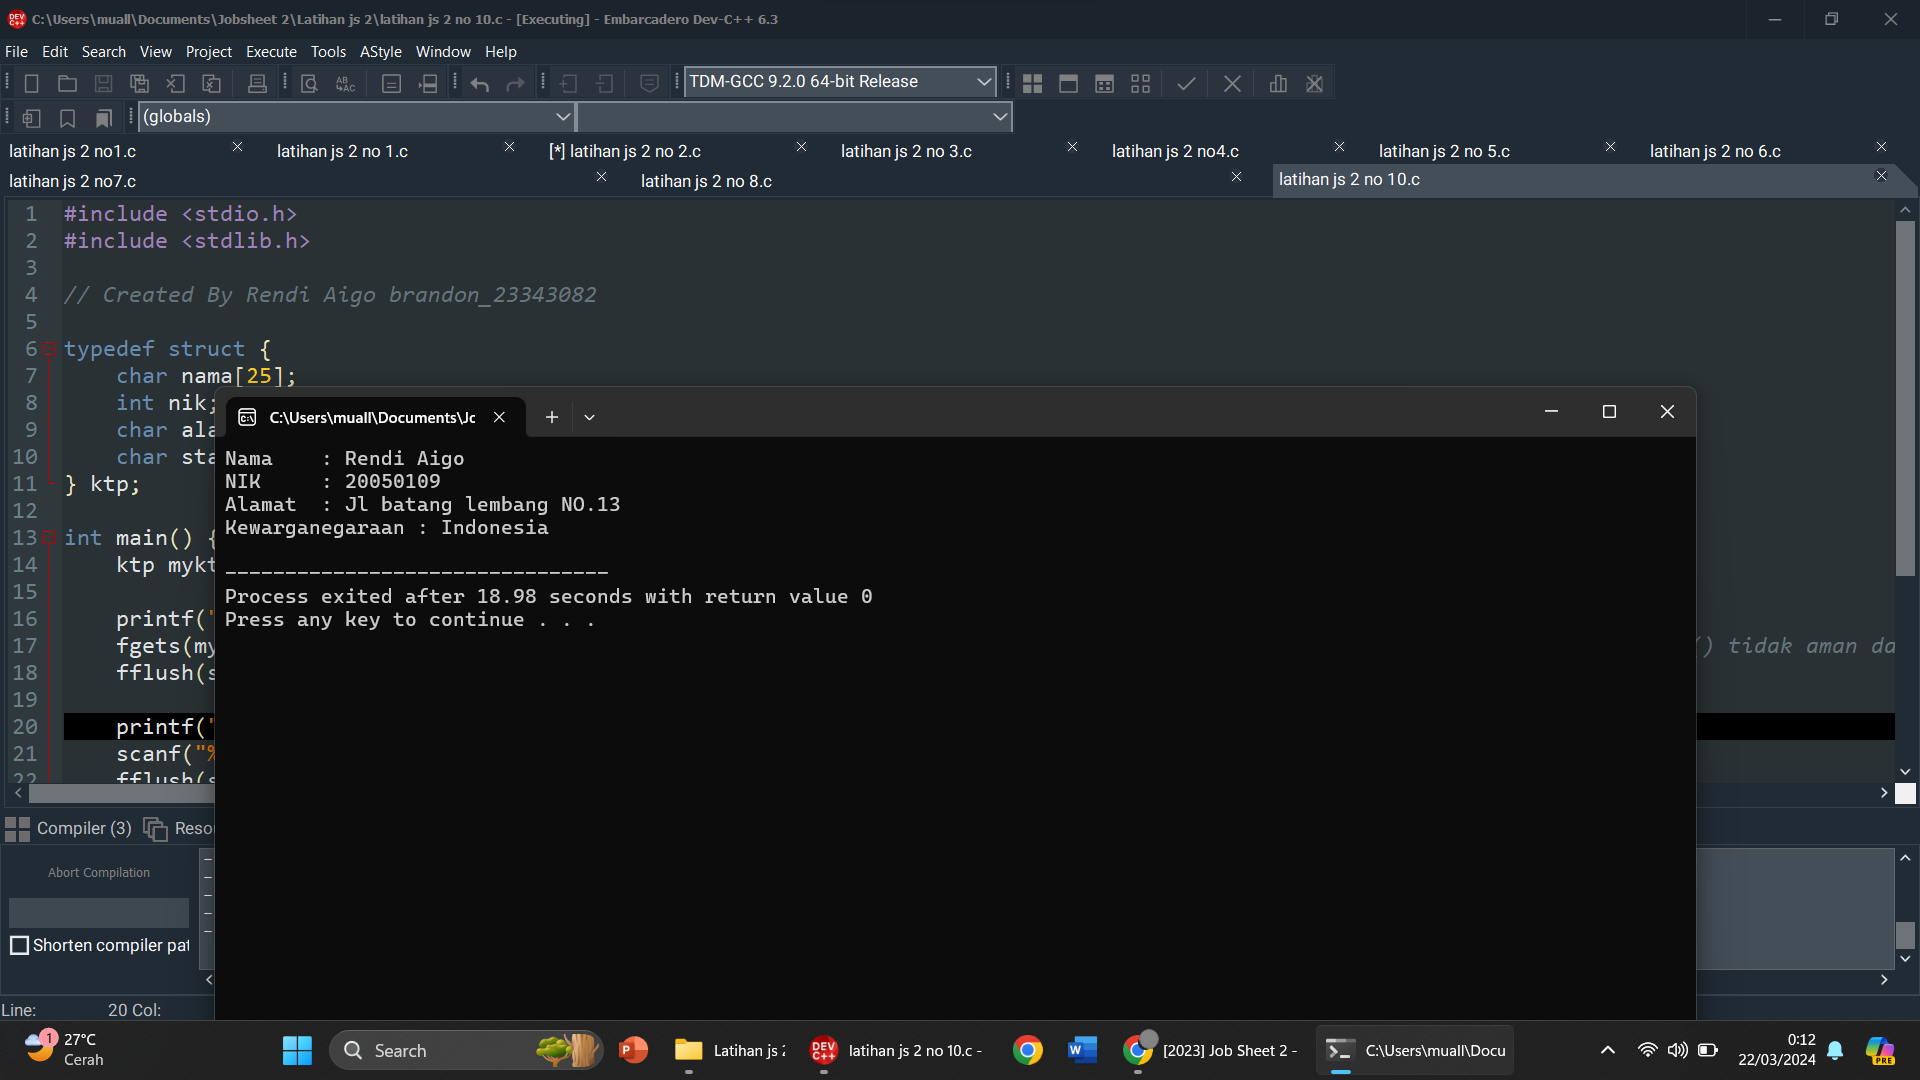 C:\Users\muall\Documents\Jobsheet 2\Latihan js 2\latihan js 2 no 10.c - [Executing] - Embarcadero Dev-C++ 6.3
File Edit Search View Project Execute Tools AStyle Window Help
TDM-GCC 9.2.0 64-bit Release
(globals)
latihan js 2 no1.c latihan js 2 no 1.c [*] latihan js 2 no 2.c latihan js 2 no 3.c latihan js 2 no4.c latihan js 2 no 5.c latihan js 2 no 6.c
latihan js 2 no7.c latihan js 2 no 8.c latihan js 2 no 10.c
1 #include <stdio.h>
2 #include <stdlib.h>
3
4 // Created By Rendi Aigo brandon_23343082
5
6 typedef struct {
7 char nama[25];
8 int nik;
9 char ala
10 char sta
11 } ktp;
12
13 int main() {
14 ktp mykt
15
16 printf("
17 fgets(my ) tidak aman da
18 fflush(s
19
20 printf("
21 scanf("%
22 fflush(s
C:\Users\muall\Documents\Jc
Nama : Rendi Aigo
NIK : 20050109
Alamat : Jl batang lembang NO.13
Kewarganegaraan : Indonesia
--------------------------------
Process exited after 18.98 seconds with return value 0
Press any key to continue . . .
Compiler (3) Resou
Abort Compilation
Shorten compiler pat
Line: 20 Col:
1 27°C
Cerah
Search
Latihan js 2
DEV C++
latihan js 2 no 10.c -
[2023] Job Sheet 2 -
C:\Users\muall\Docu
0:12
22/03/2024
PRE